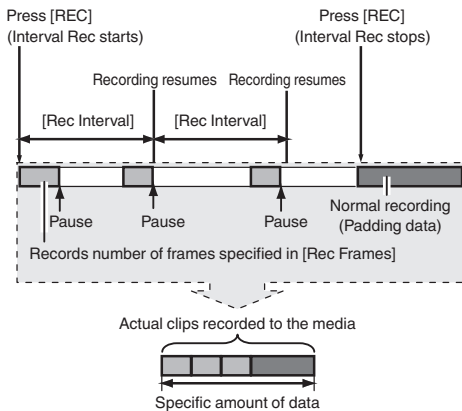 Press [REC]
(Interval Rec starts)
Press [REC]
(Interval Rec stops)
Recording resumes
Recording resumes
[Rec Interval]
[Rec Interval]
Pause
Pause
Pause
Normal recording
(Padding data)
Records number of frames specified in [Rec Frames]
Actual clips recorded to the media
Specific amount of data